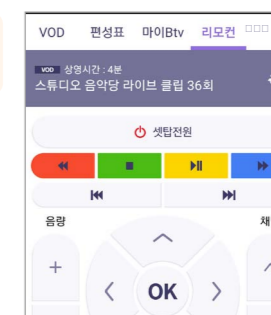 VOD 편성표 마이Btv 리모컨
VOD 상영시간 : 4분
스튜디오 음악당 라이브 클립 36회
셋탑전원
음량 채
OK